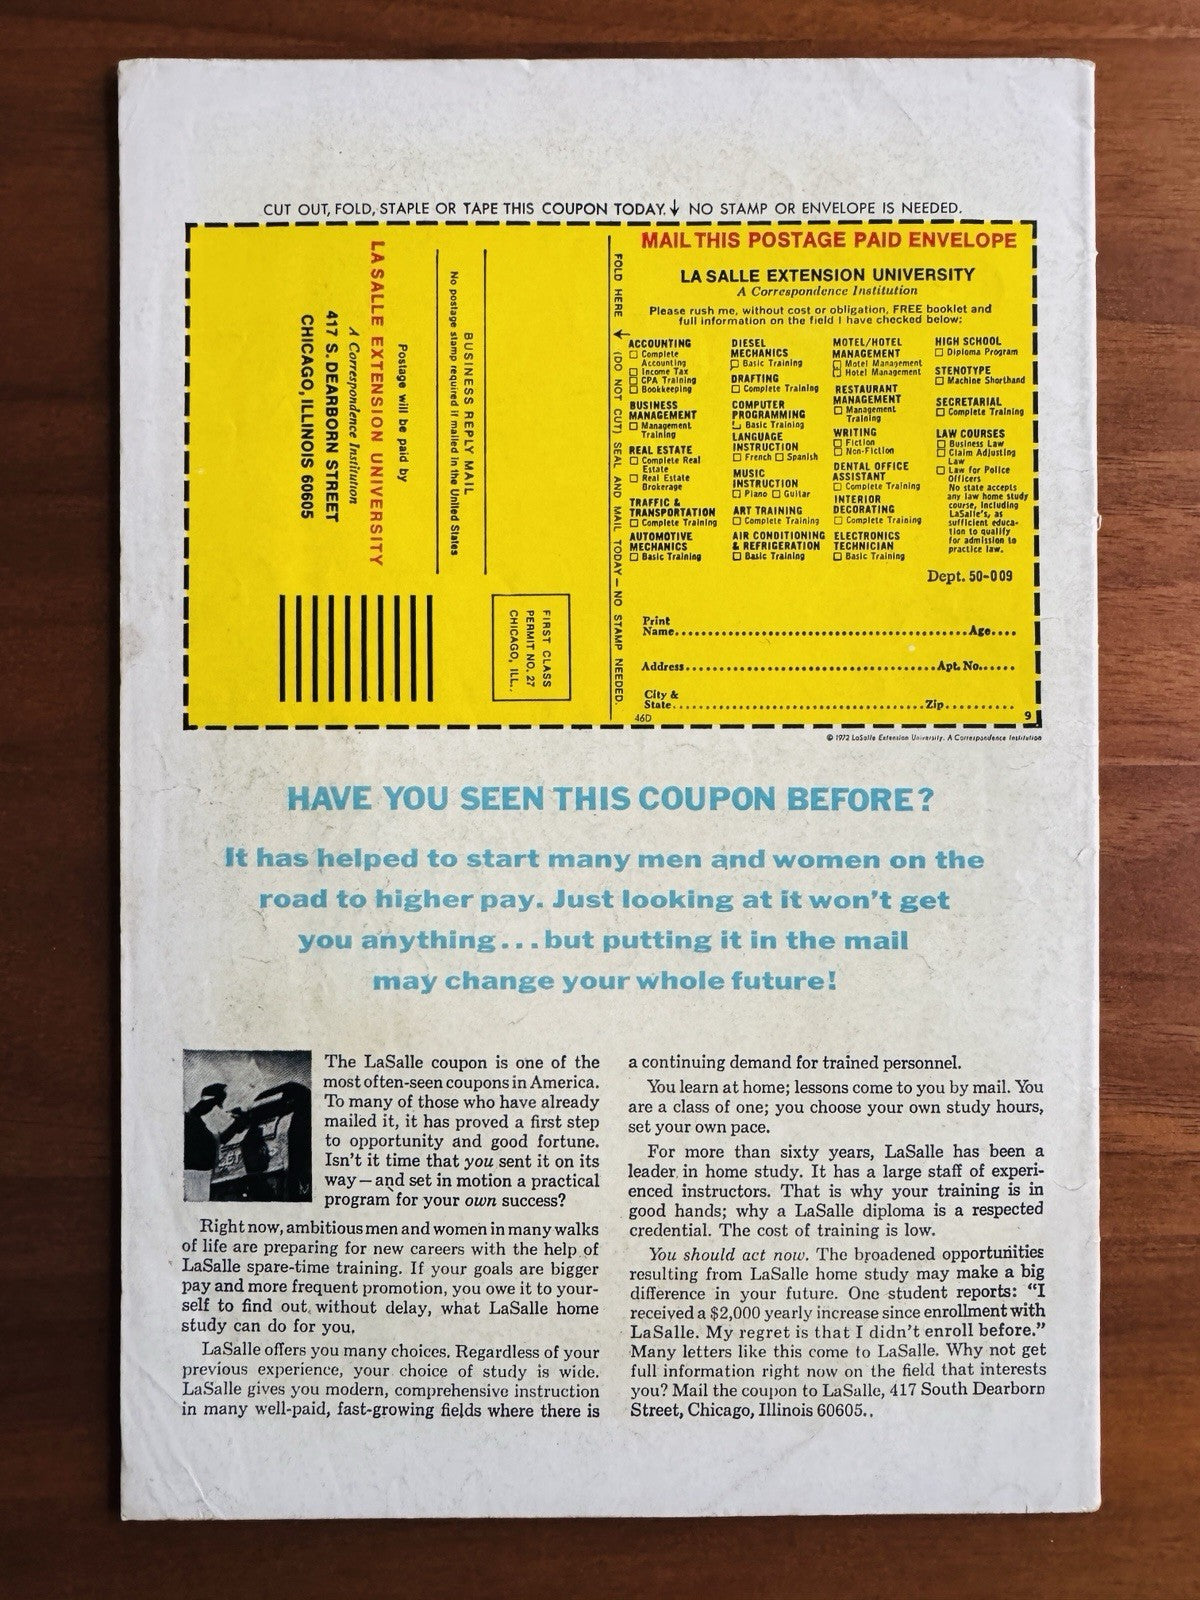 CUT OUT, FOLD, STAPLE OR TAPE THIS COUPON TODAY. ↓ NO STAMP OR ENVELOPE IS NEEDED.
LA SALLE EXTENSION UNIVERSITY
A Correspondence Institution
417 S. DEARBORN STREET
CHICAGO, ILLINOIS 60605
Postage will be paid by
BUSINESS REPLY MAIL
No postage stamp required if mailed in the United States
FIRST CLASS
PERMIT NO. 27
CHICAGO, ILL.
FOLD HERE → (DO NOT CUT) SEAL AND MAIL TODAY — NO STAMP NEEDED.
MAIL THIS POSTAGE PAID ENVELOPE
LA SALLE EXTENSION UNIVERSITY
A Correspondence Institution
Please rush me, without cost or obligation, FREE booklet and
full information on the field I have checked below:
ACCOUNTING
☐ Complete
Accounting
☐ Income Tax
☐ CPA Training
☐ Bookkeeping
BUSINESS
MANAGEMENT
☐ Management
Training
REAL ESTATE
☐ Complete Real
Estate
☐ Real Estate
Brokerage
TRAFFIC &
TRANSPORTATION
☐ Complete Training
AUTOMOTIVE
MECHANICS
☐ Basic Training
DIESEL
MECHANICS
☐ Basic Training
DRAFTING
☐ Complete Training
COMPUTER
PROGRAMMING
☐ Basic Training
LANGUAGE
INSTRUCTION
☐ French ☐ Spanish
MUSIC
INSTRUCTION
☐ Piano ☐ Guitar
ART TRAINING
☐ Complete Training
AIR CONDITIONING
& REFRIGERATION
☐ Basic Training
MOTEL/HOTEL
MANAGEMENT
☐ Motel Management
☐ Hotel Management
RESTAURANT
MANAGEMENT
☐ Management
Training
WRITING
☐ Fiction
☐ Non-Fiction
DENTAL OFFICE
ASSISTANT
☐ Complete Training
INTERIOR
DECORATING
☐ Complete Training
ELECTRONICS
TECHNICIAN
☐ Basic Training
HIGH SCHOOL
☐ Diploma Program
STENOTYPE
☐ Machine Shorthand
SECRETARIAL
☐ Complete Training
LAW COURSES
☐ Business Law
☐ Claim Adjusting
Law
☐ Law for Police
Officers
No state accepts
any law home study
course, including
LaSalle's, as
sufficient educa-
tion to qualify
for admission to
practice law.
Dept. 50-009
Print
Name.......Age....
Address.......Apt. No......
City &
State.......Zip..........
46D
9
© 1972 LaSalle Extension University. A Correspondence Institution
HAVE YOU SEEN THIS COUPON BEFORE?
It has helped to start many men and women on the
road to higher pay. Just looking at it won't get
you anything...but putting it in the mail
may change your whole future!
The LaSalle coupon is one of the
most often-seen coupons in America.
To many of those who have already
mailed it, it has proved a first step
to opportunity and good fortune.
Isn't it time that you sent it on its
way—and set in motion a practical
program for your own success?
Right now, ambitious men and women in many walks
of life are preparing for new careers with the help of
LaSalle spare-time training. If your goals are bigger
pay and more frequent promotion, you owe it to your-
self to find out, without delay, what LaSalle home
study can do for you.
LaSalle offers you many choices. Regardless of your
previous experience, your choice of study is wide.
LaSalle gives you modern, comprehensive instruction
in many well-paid, fast-growing fields where there is
a continuing demand for trained personnel.
You learn at home; lessons come to you by mail. You
are a class of one; you choose your own study hours,
set your own pace.
For more than sixty years, LaSalle has been a
leader in home study. It has a large staff of experi-
enced instructors. That is why your training is in
good hands; why a LaSalle diploma is a respected
credential. The cost of training is low.
You should act now. The broadened opportunities
resulting from LaSalle home study may make a big
difference in your future. One student reports: "I
received a $2,000 yearly increase since enrollment with
LaSalle. My regret is that I didn't enroll before."
Many letters like this come to LaSalle. Why not get
full information right now on the field that interests
you? Mail the coupon to LaSalle, 417 South Dearborn
Street, Chicago, Illinois 60605.